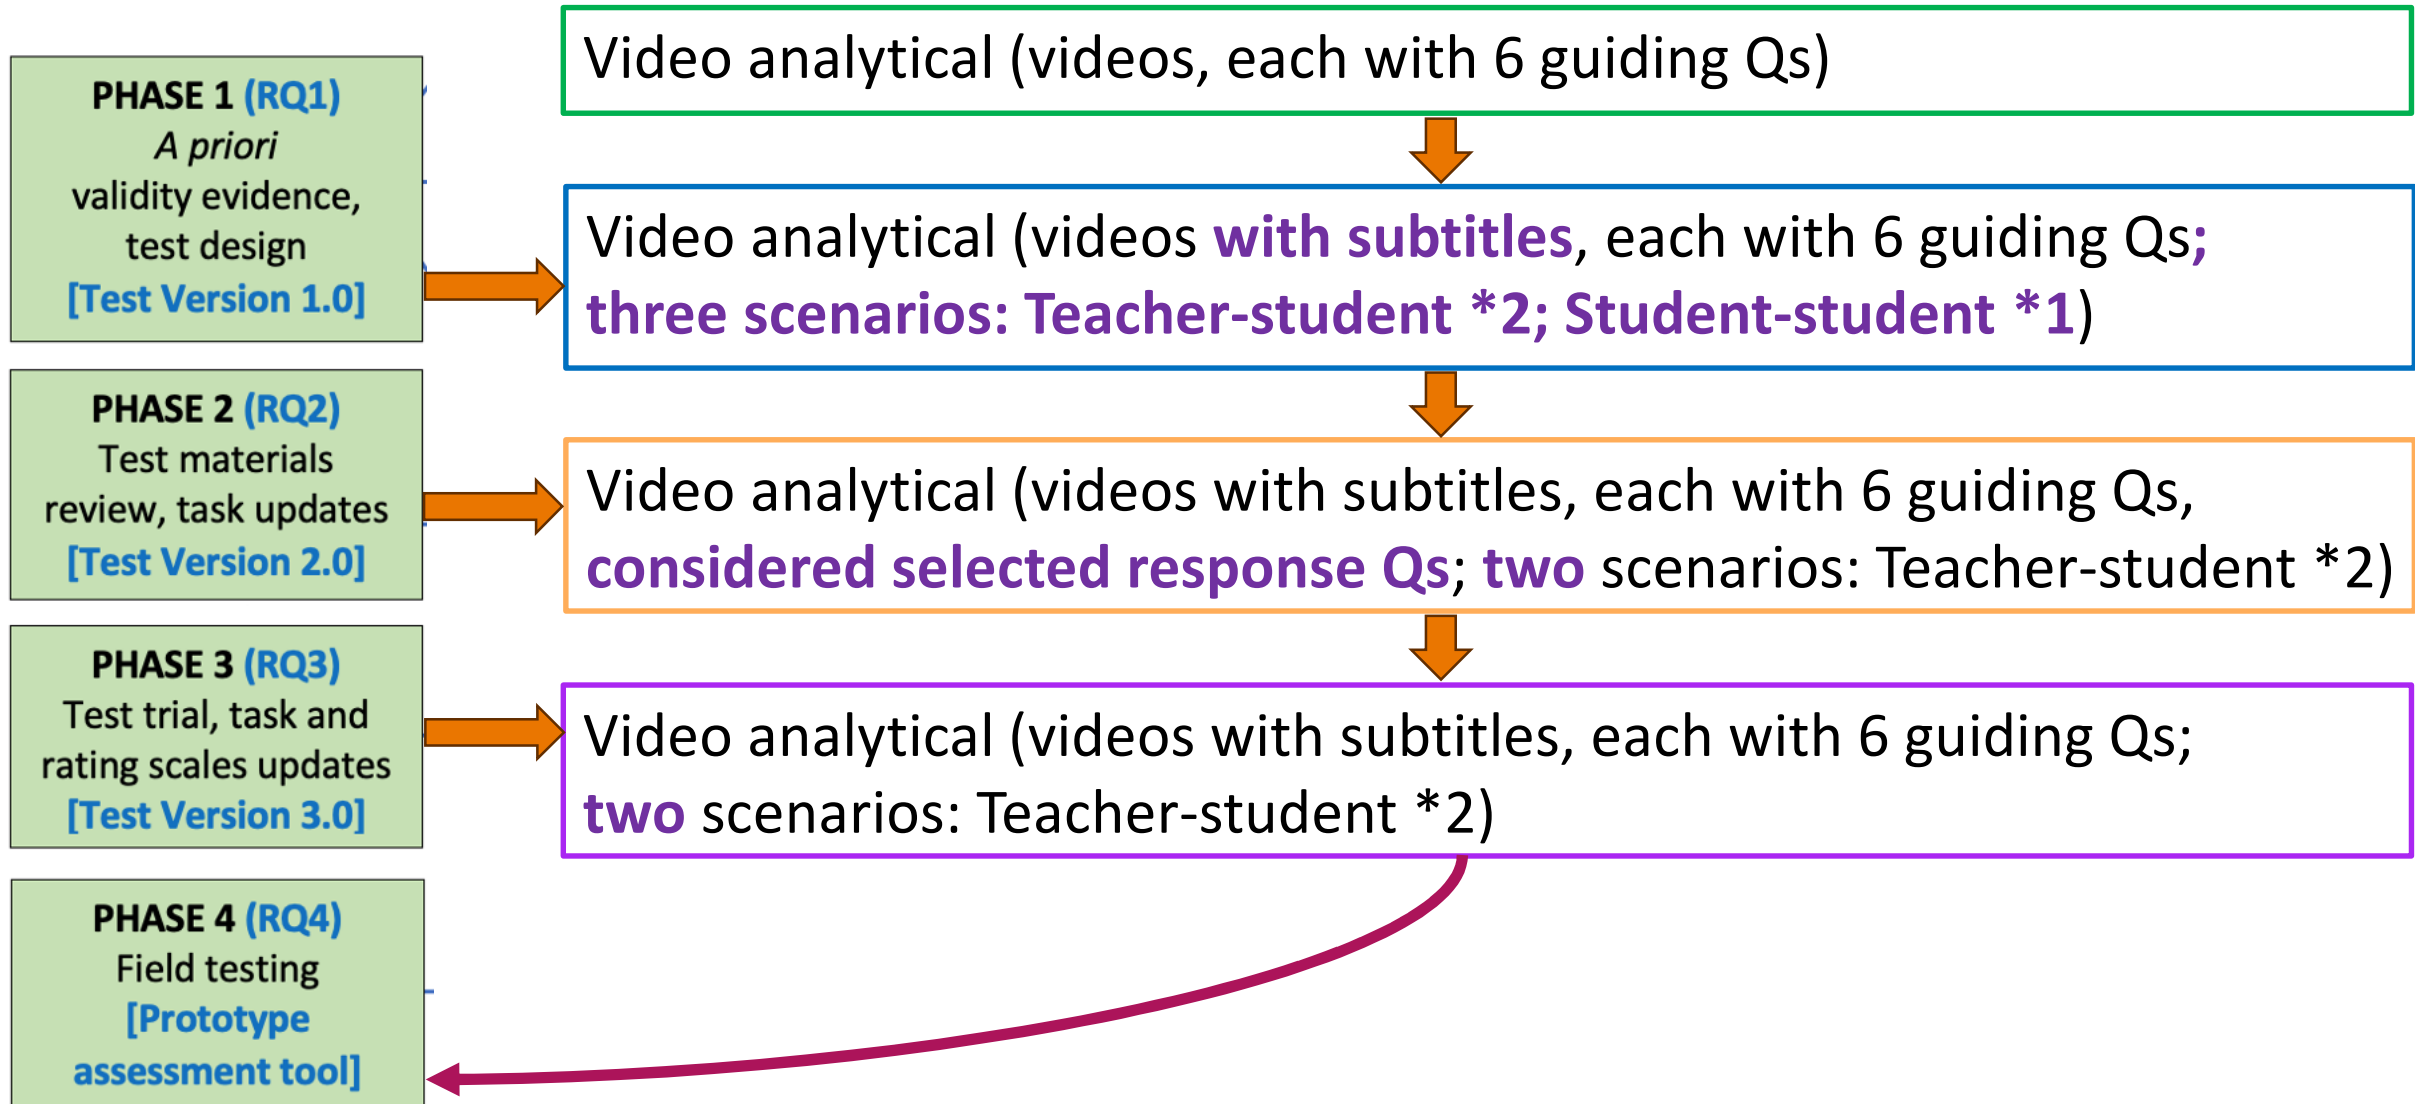 Video analytical (videos, each with 6 guiding Qs)
PHASE 1 (RQ1)
A priori
validity evidence,
test design
[Test Version 1.0]
Video analytical (videos with subtitles, each with 6 guiding Qs;
three scenarios: Teacher-student *2; Student-student *1)
PHASE 2 (RQ2)
Test materials
review, task updates
[Test Version 2.0]
Video analytical (videos with subtitles, each with 6 guiding Qs,
considered selected response Qs; two scenarios: Teacher-student *2)
PHASE 3 (RQ3)
Test trial, task and
rating scales updates
[Test Version 3.0]
Video analytical (videos with subtitles, each with 6 guiding Qs;
two scenarios: Teacher-student *2)
PHASE 4 (RQ4)
Field testing
[Prototype
assessment tool]